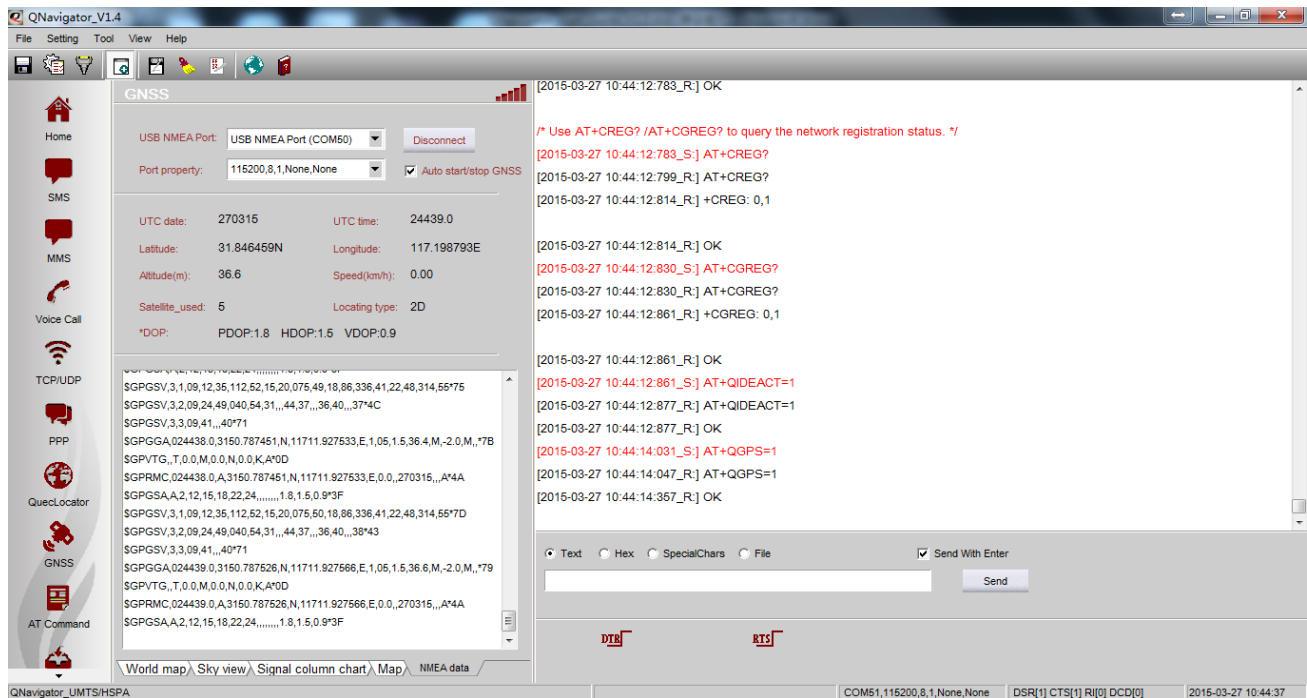 QNavigator_V1.4
File Setting Tool View Help
Home
SMS
MMS
Voice Call
TCP/UDP
PPP
QuecLocator
GNSS
AT Command
GNSS
USB NMEA Port: USB NMEA Port (COM50) Disconnect
Port property: 115200,8,1,None,None Auto start/stop GNSS
UTC date: 270315 UTC time: 24439.0
Latitude: 31.846459N Longitude: 117.198793E
Altitude(m): 36.6 Speed(km/h): 0.00
Satellite_used: 5 Locating type: 2D
*DOP: PDOP:1.8 HDOP:1.5 VDOP:0.9
$GPGSV,3,1,09,12,35,112,52,15,20,075,49,18,86,336,41,22,48,314,55*75
$GPGSV,3,2,09,24,49,040,54,31,,,44,37,,,36,40,,,37*4C
$GPGSV,3,3,09,41,,,40*71
$GPGGA,024438.0,3150.787451,N,11711.927533,E,1,05,1.5,36.4,M,-2.0,M,,*7B
$GPVTG,,T,0.0,M,0.0,N,0.0,K,A*0D
$GPRMC,024438.0,A,3150.787451,N,11711.927533,E,0.0,,270315,,,A*4A
$GPGSA,A,2,12,15,18,22,24,,,,,,,,1.8,1.5,0.9*3F
$GPGSV,3,1,09,12,35,112,52,15,20,075,50,18,86,336,41,22,48,314,55*7D
$GPGSV,3,2,09,24,49,040,54,31,,,44,37,,,36,40,,,38*43
$GPGSV,3,3,09,41,,,40*71
$GPGGA,024439.0,3150.787526,N,11711.927566,E,1,05,1.5,36.6,M,-2.0,M,,*79
$GPVTG,,T,0.0,M,0.0,N,0.0,K,A*0D
$GPRMC,024439.0,A,3150.787526,N,11711.927566,E,0.0,,270315,,,A*4A
$GPGSA,A,2,12,15,18,22,24,,,,,,,,1.8,1.5,0.9*3F
World map Sky view Signal column chart Map NMEA data
[2015-03-27 10:44:12:783_R:] OK
/* Use AT+CREG? /AT+CGREG? to query the network registration status. */
[2015-03-27 10:44:12:783_S:] AT+CREG?
[2015-03-27 10:44:12:799_R:] AT+CREG?
[2015-03-27 10:44:12:814_R:] +CREG: 0,1
[2015-03-27 10:44:12:814_R:] OK
[2015-03-27 10:44:12:830_S:] AT+CGREG?
[2015-03-27 10:44:12:830_R:] AT+CGREG?
[2015-03-27 10:44:12:861_R:] +CGREG: 0,1
[2015-03-27 10:44:12:861_R:] OK
[2015-03-27 10:44:12:861_S:] AT+QIDEACT=1
[2015-03-27 10:44:12:877_R:] AT+QIDEACT=1
[2015-03-27 10:44:12:877_R:] OK
[2015-03-27 10:44:14:031_S:] AT+QGPS=1
[2015-03-27 10:44:14:047_R:] AT+QGPS=1
[2015-03-27 10:44:14:357_R:] OK
Text Hex SpecialChars File Send With Enter
Send
DTR RTS
QNavigator_UMTS/HSPA COM51,115200,8,1,None,None DSR[1] CTS[1] RI[0] DCD[0] 2015-03-27 10:44:37